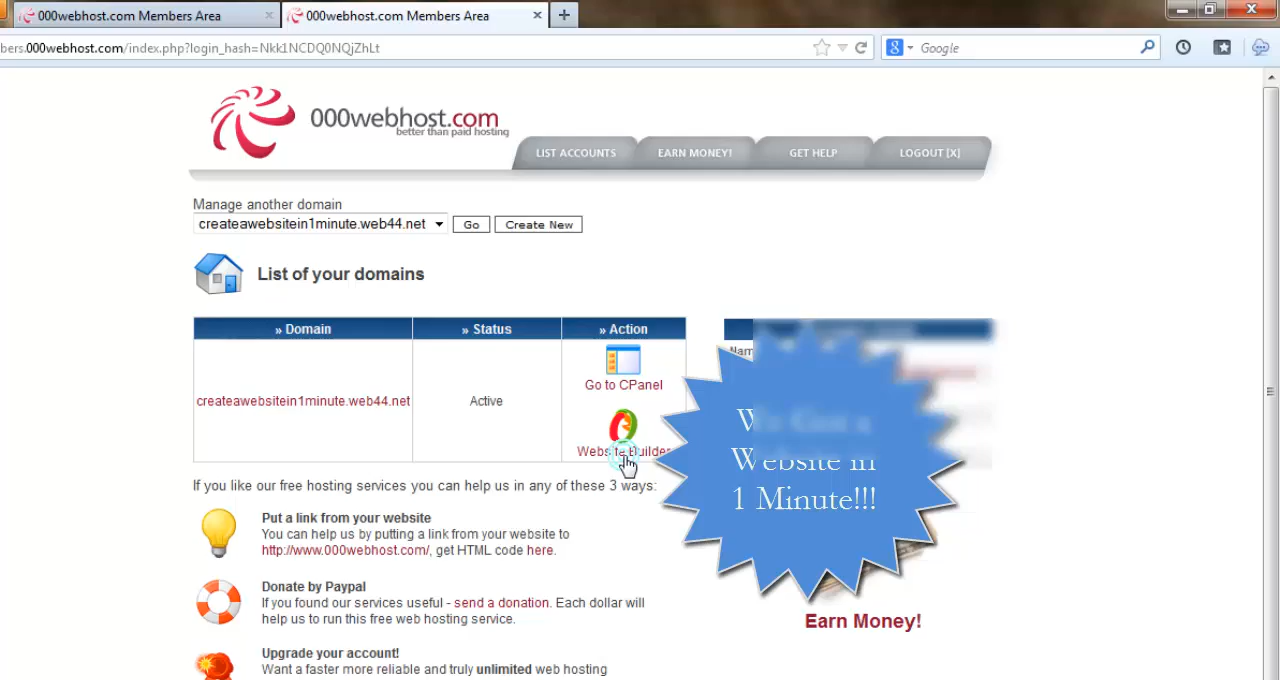 000webhost.com Members Area
000webhost.com Members Area
bers.000webhost.com/index.php?login_hash=Nkk1NCDQ0NQjZhLt
Google
000webhost.com
better than paid hosting
LIST ACCOUNTS
EARN MONEY!
GET HELP
LOGOUT [X]
Manage another domain
createawebsitein1minute.web44.net
Go
Create New
List of your domains
» Domain
» Status
» Action
createawebsitein1minute.web44.net
Active
Go to CPanel
Website Builder
Website in
1 Minute!!!
If you like our free hosting services you can help us in any of these 3 ways:
Put a link from your website
You can help us by putting a link from your website to
http://www.000webhost.com/, get HTML code here.
Donate by Paypal
If you found our services useful - send a donation. Each dollar will
help us to run this free web hosting service.
Upgrade your account!
Want a faster more reliable and truly unlimited web hosting
Earn Money!